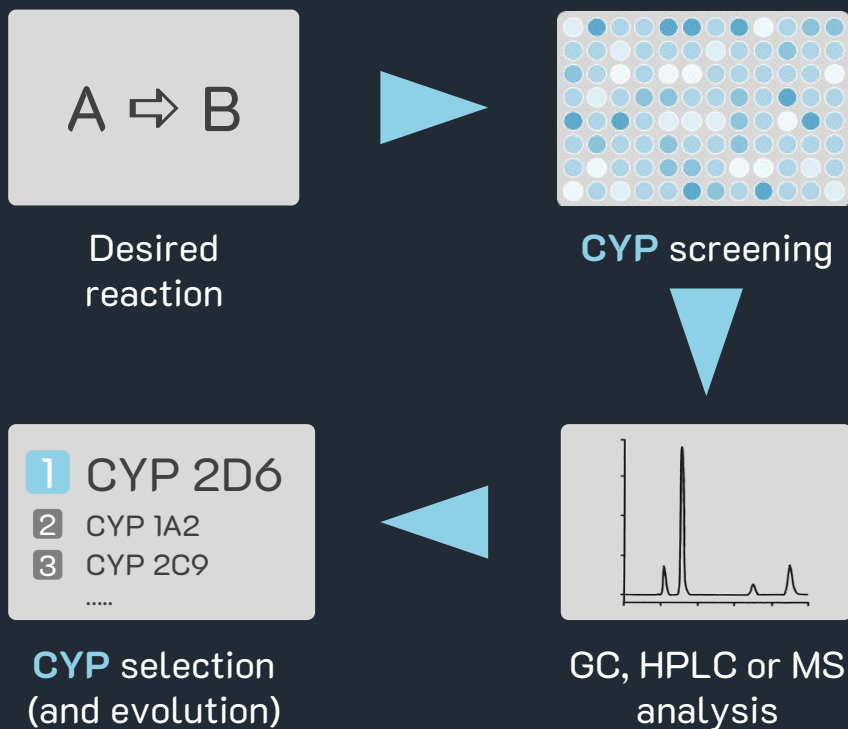 A ⇨ B
Desired
reaction
CYP screening
GC, HPLC or MS
analysis
1 CYP 2D6
2 CYP 1A2
3 CYP 2C9
.....
CYP selection
(and evolution)